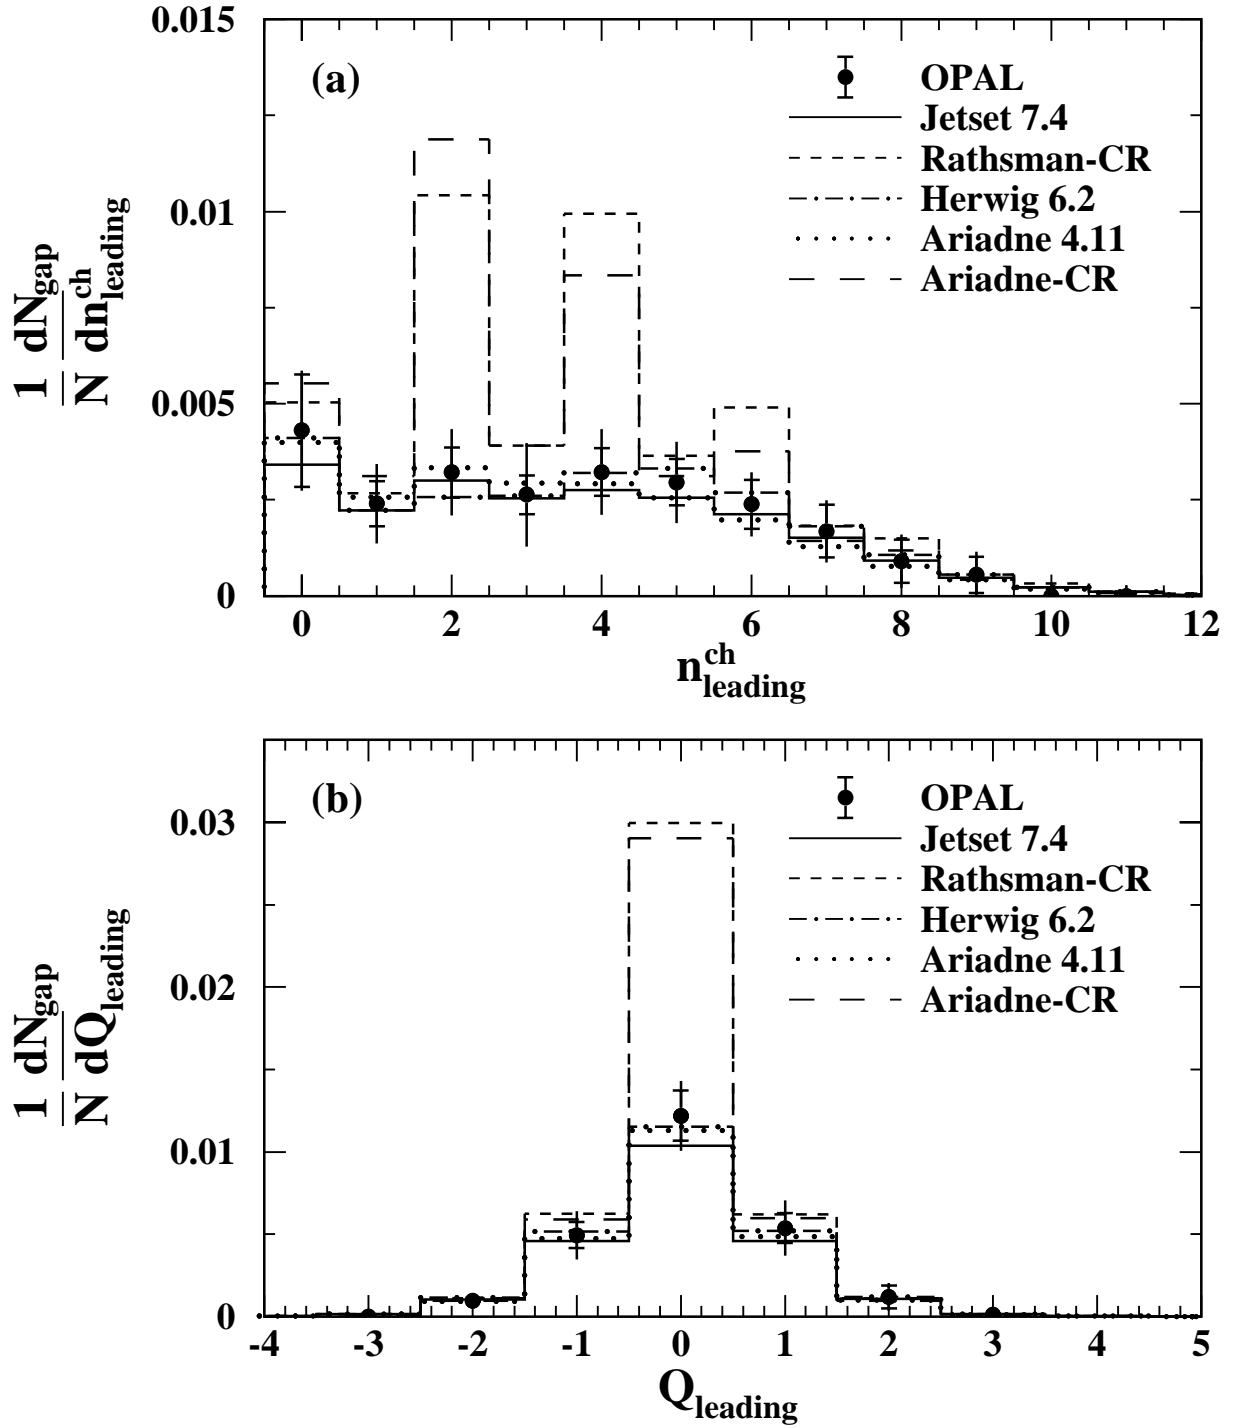 0.015
(a)
OPAL
Jetset 7.4
Rathsman-CR
0.01
Herwig 6.2
Ariadne 4.11
Ariadne-CR
1 dN_gap
N dn^ch_leading
0.005
0
0 2 4 6 8 10 12
n^ch_leading
(b)
OPAL
0.03
Jetset 7.4
Rathsman-CR
Herwig 6.2
Ariadne 4.11
0.02
Ariadne-CR
1 dN_gap
N dQ_leading
0.01
0
-4 -3 -2 -1 0 1 2 3 4 5
Q_leading